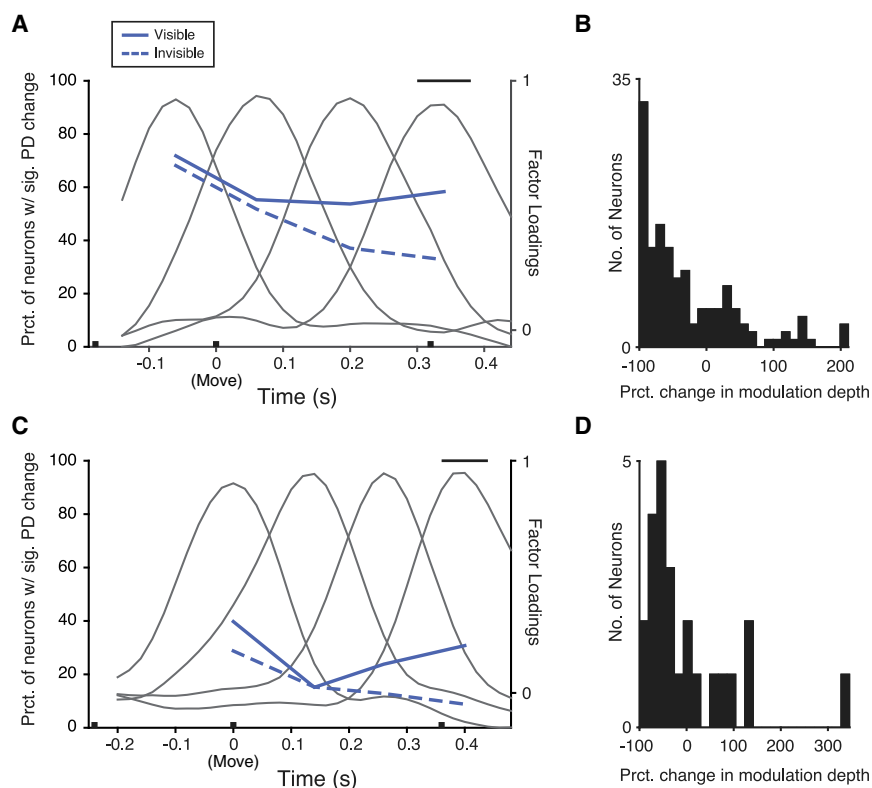 A
Visible
Invisible
Prct. of neurons w/ sig. PD change
100
80
60
40
20
0
-0.1
0
0.1
0.2
0.3
0.4
(Move)
Time (s)
1
0
Factor Loadings
B
No. of Neurons
35
0
-100
0
100
200
Prct. change in modulation depth
C
Prct. of neurons w/ sig. PD change
100
80
60
40
20
0
-0.2
-0.1
0
0.1
0.2
0.3
0.4
(Move)
Time (s)
1
0
Factor Loadings
D
No. of Neurons
5
0
-100
0
100
300
Prct. change in modulation depth